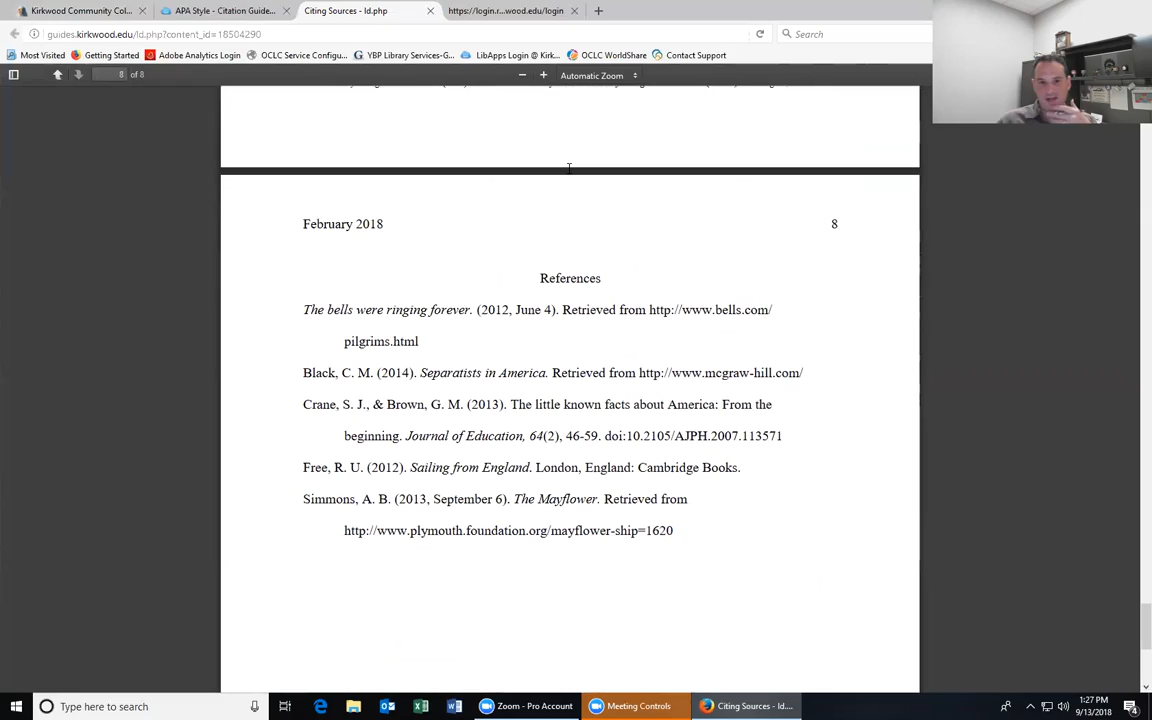 Kirkwood Community Col...
APA Style - Citation Guide...
Citing Sources - ld.php
https://login.r...wood.edu/login
guides.kirkwood.edu/ld.php?content_id=18504290
Search
Most Visited
Getting Started
Adobe Analytics Login
OCLC Service Configu...
YBP Library Services-G...
LibApps Login @ Kirk...
OCLC WorldShare
Contact Support
8 of 8
Automatic Zoom
February 2018
8
References
The bells were ringing forever. (2012, June 4). Retrieved from http://www.bells.com/
pilgrims.html
Black, C. M. (2014). Separatists in America. Retrieved from http://www.mcgraw-hill.com/
Crane, S. J., & Brown, G. M. (2013). The little known facts about America: From the
beginning. Journal of Education, 64(2), 46-59. doi:10.2105/AJPH.2007.113571
Free, R. U. (2012). Sailing from England. London, England: Cambridge Books.
Simmons, A. B. (2013, September 6). The Mayflower. Retrieved from
http://www.plymouth.foundation.org/mayflower-ship=1620
Type here to search
Zoom - Pro Account
Meeting Controls
Citing Sources - ld....
1:27 PM
9/13/2018
4